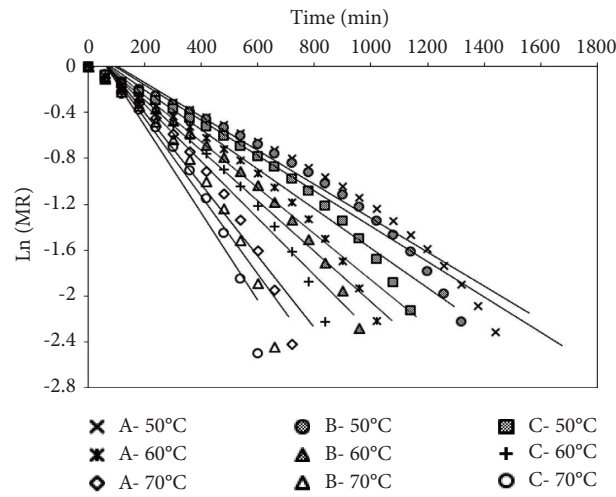 Time (min)
0 200 400 600 800 1000 1200 1400 1600 1800
0
-0.4
-0.8
-1.2
-1.6
-2
-2.4
-2.8
Ln (MR)
A- 50°C B- 50°C C- 50°C
A- 60°C B- 60°C C- 60°C
A- 70°C B- 70°C C- 70°C